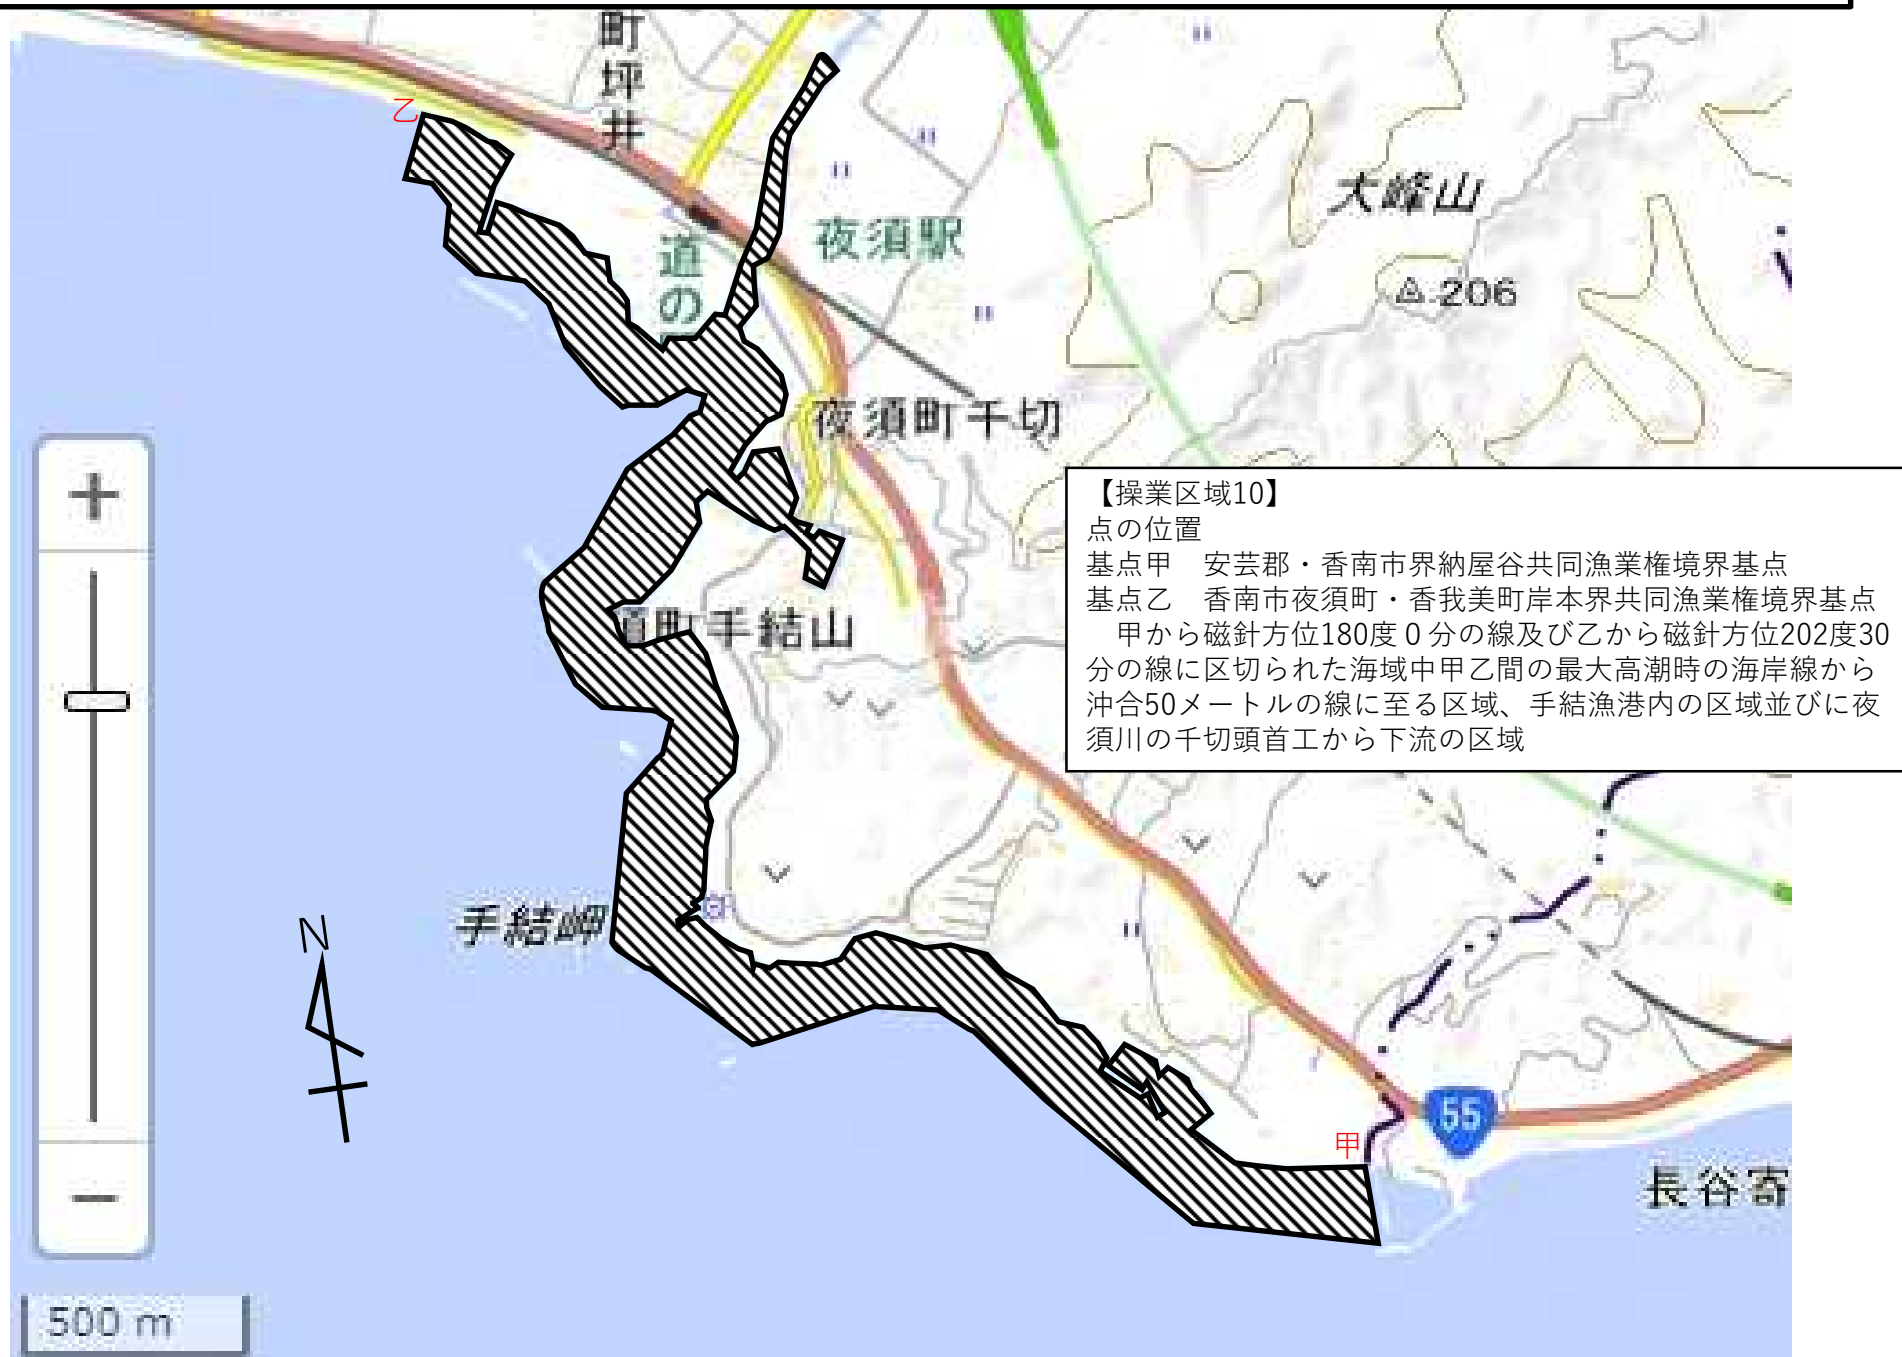 町坪井
乙
大峰山
夜須駅
道の
206
夜須町千切
+
【操業区域10】
点の位置
基点甲　安芸郡・香南市界納屋谷共同漁業権境界基点
基点乙　香南市夜須町・香我美町岸本界共同漁業権境界基点
　甲から磁針方位180度０分の線及び乙から磁針方位202度30
分の線に区切られた海域中甲乙間の最大高潮時の海岸線から
沖合50メートルの線に至る区域、手結漁港内の区域並びに夜
須川の千切頭首工から下流の区域
須町手結山
手結岬
N
55
甲
長谷寄
−
500 m